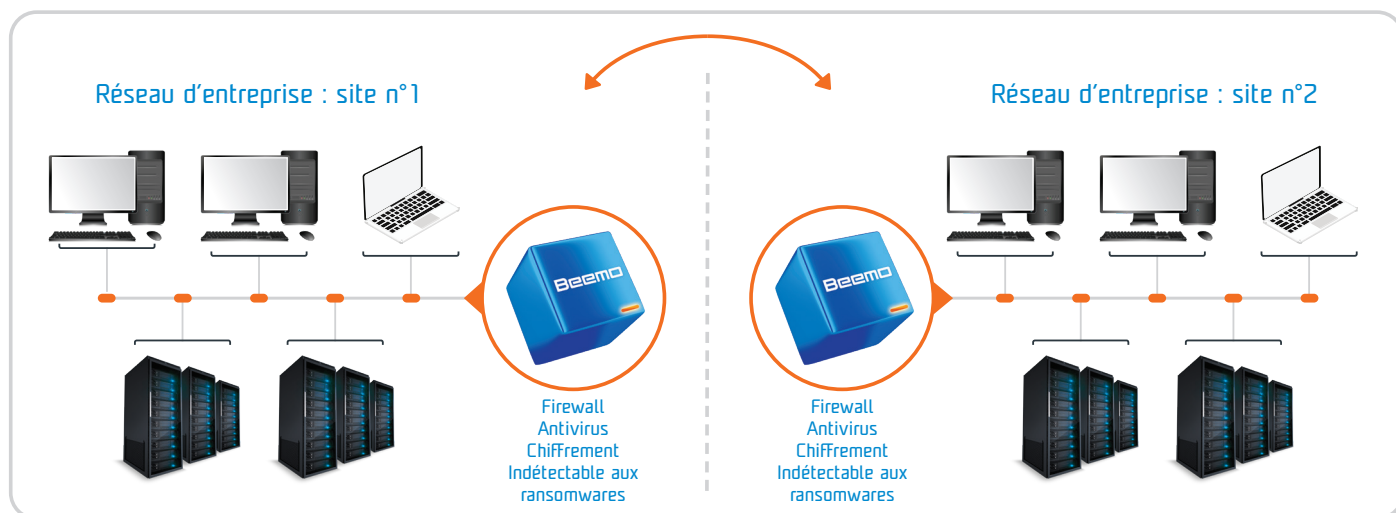 Réseau d'entreprise : site n°1
Réseau d'entreprise : site n°2
Beemo
Beemo
Firewall
Antivirus
Chiffrement
Indétectable aux
ransomwares
Firewall
Antivirus
Chiffrement
Indétectable aux
ransomwares